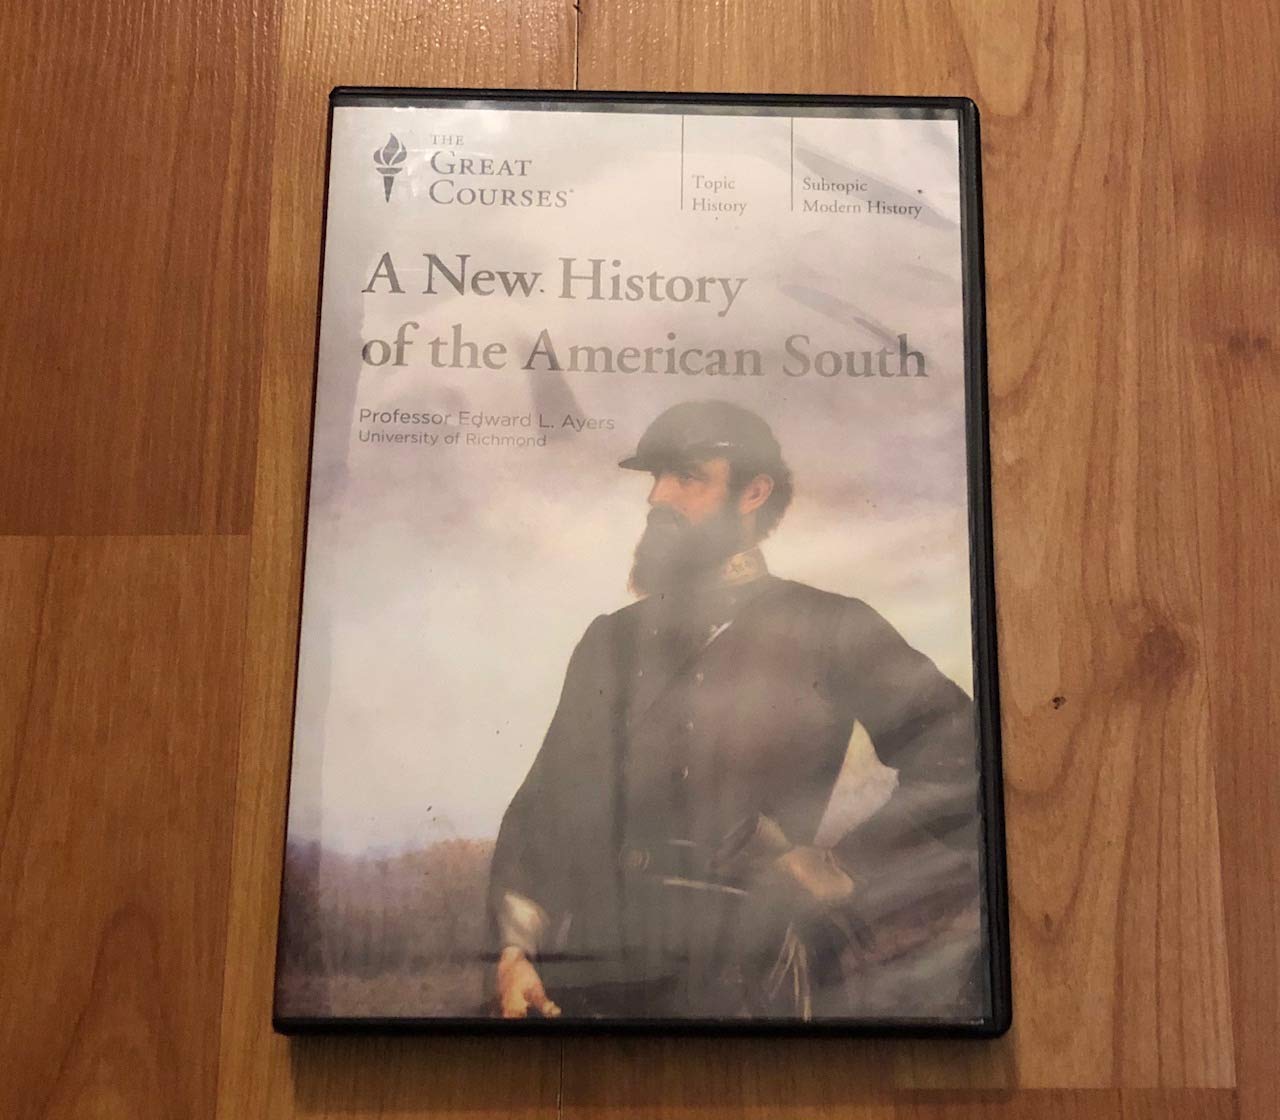 THE
GREAT
COURSES®
Topic
History
Subtopic
Modern History
A New History
of the American South
Professor Edward L. Ayers
University of Richmond